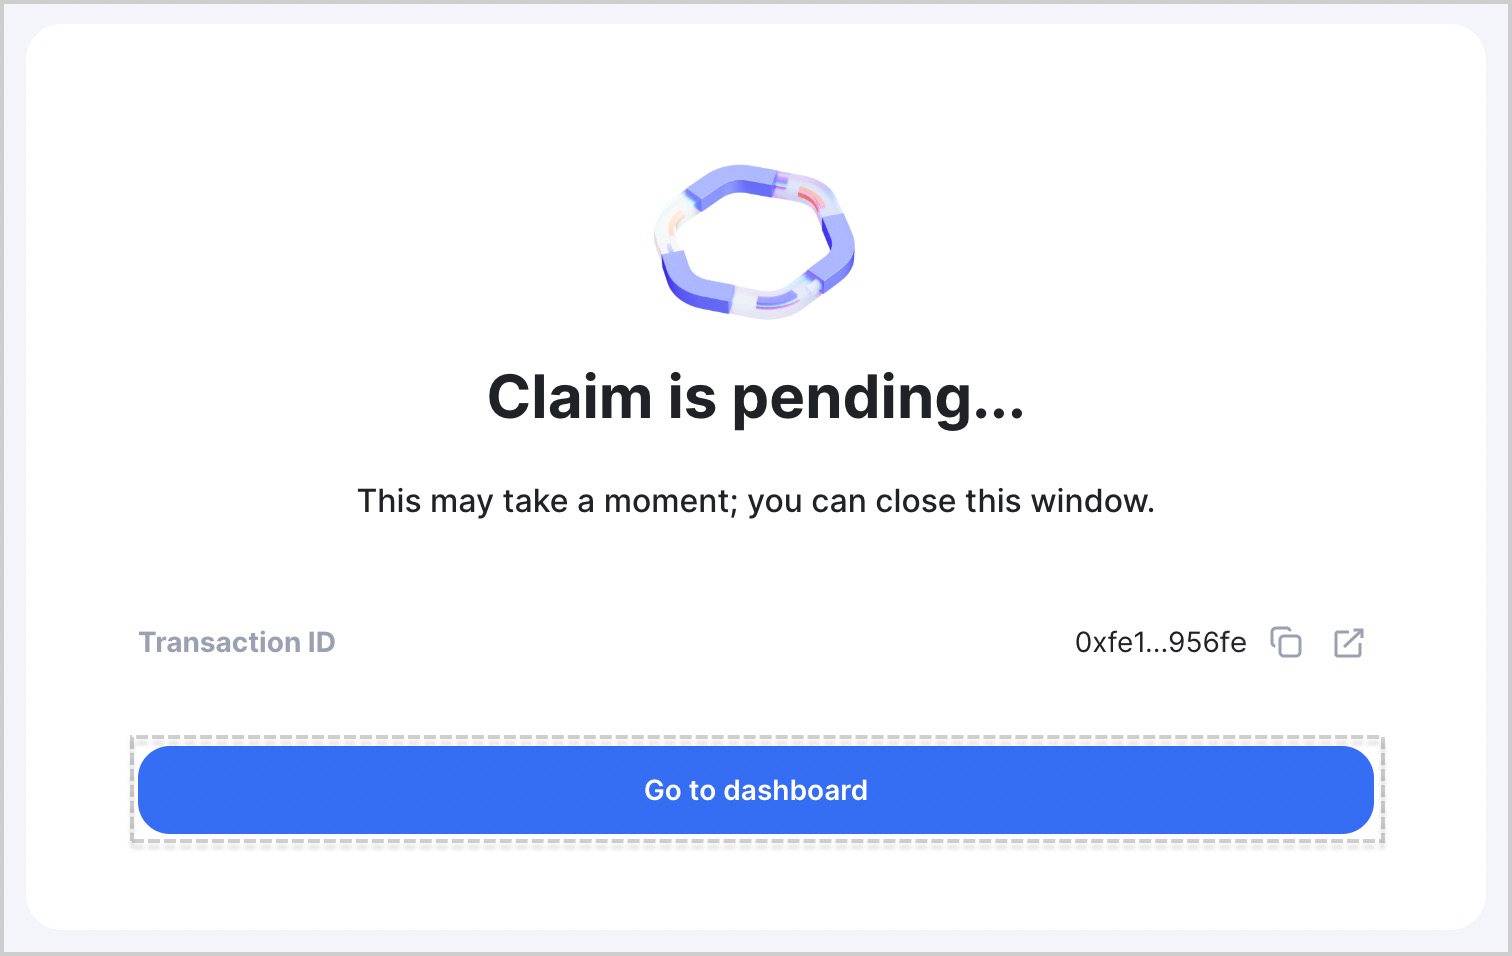 Claim is pending...
This may take a moment; you can close this window.
Transaction ID
0xfe1...956fe
Go to dashboard